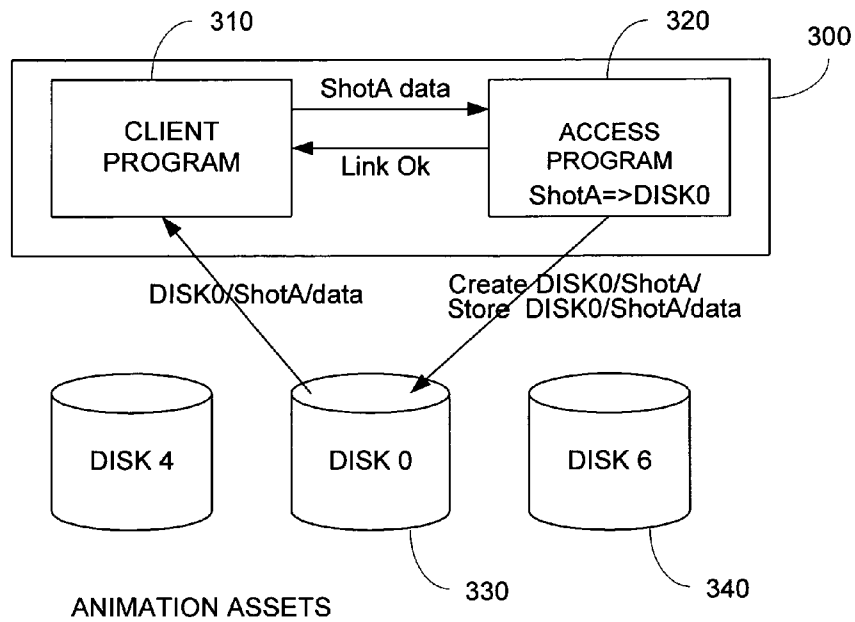 310
320
300
CLIENT
PROGRAM
ShotA data
Link Ok
ACCESS
PROGRAM
ShotA=>DISK0
DISK0/ShotA/data
Create DISK0/ShotA/
Store DISK0/ShotA/data
DISK 4
DISK 0
DISK 6
330
340
ANIMATION ASSETS